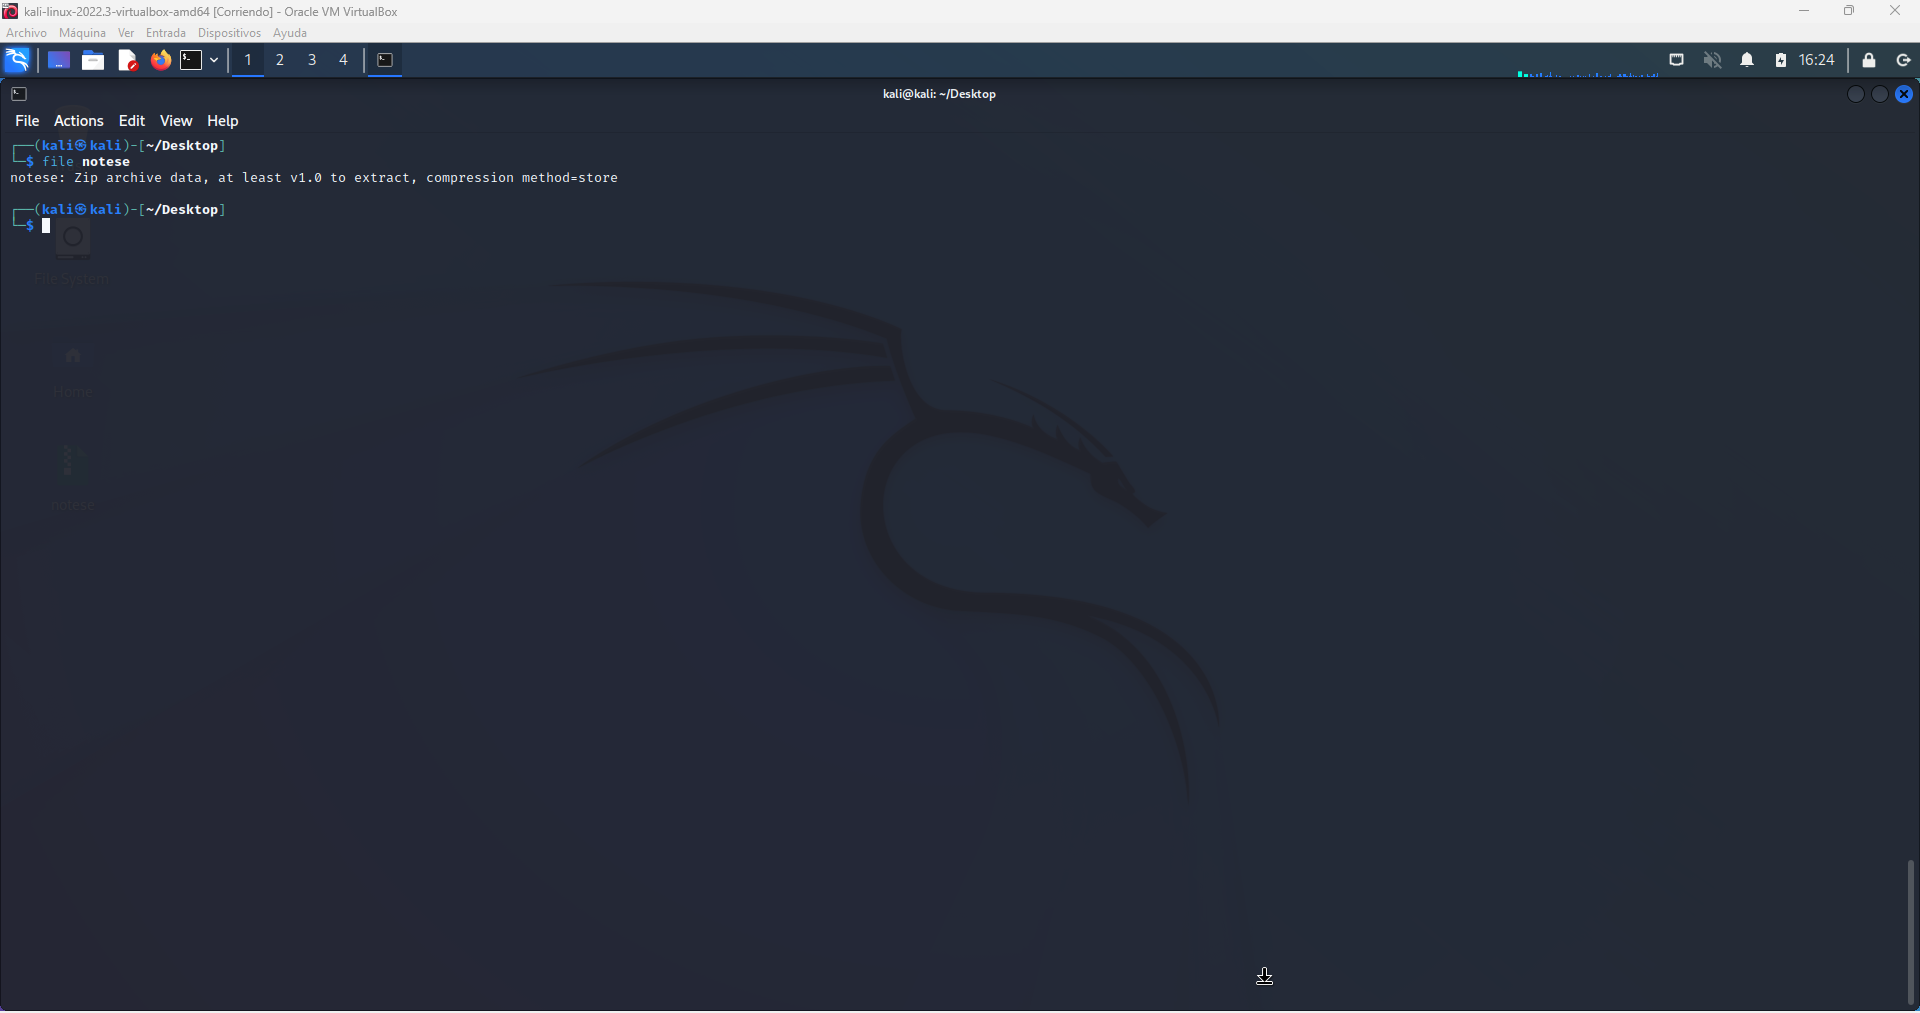 kali-linux-2022.3-virtualbox-amd64 [Corriendo] - Oracle VM VirtualBox
Archivo Máquina Ver Entrada Dispositivos Ayuda
1 2 3 4 16:24
kali@kali: ~/Desktop
File Actions Edit View Help
┌──(kali㉿kali)-[~/Desktop]
└─$ file notese
notese: Zip archive data, at least v1.0 to extract, compression method=store
┌──(kali㉿kali)-[~/Desktop]
└─$
File System
Home
notese